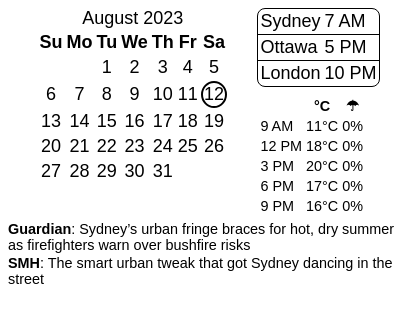 August 2023
Su Mo Tu We Th Fr Sa
1 2 3 4 5
6 7 8 9 10 11 12
13 14 15 16 17 18 19
20 21 22 23 24 25 26
27 28 29 30 31
Sydney 7 AM
Ottawa 5 PM
London 10 PM
°C ☂
9 AM 11°C 0%
12 PM 18°C 0%
3 PM 20°C 0%
6 PM 17°C 0%
9 PM 16°C 0%
Guardian: Sydney’s urban fringe braces for hot, dry summer
as firefighters warn over bushfire risks
SMH: The smart urban tweak that got Sydney dancing in the
street